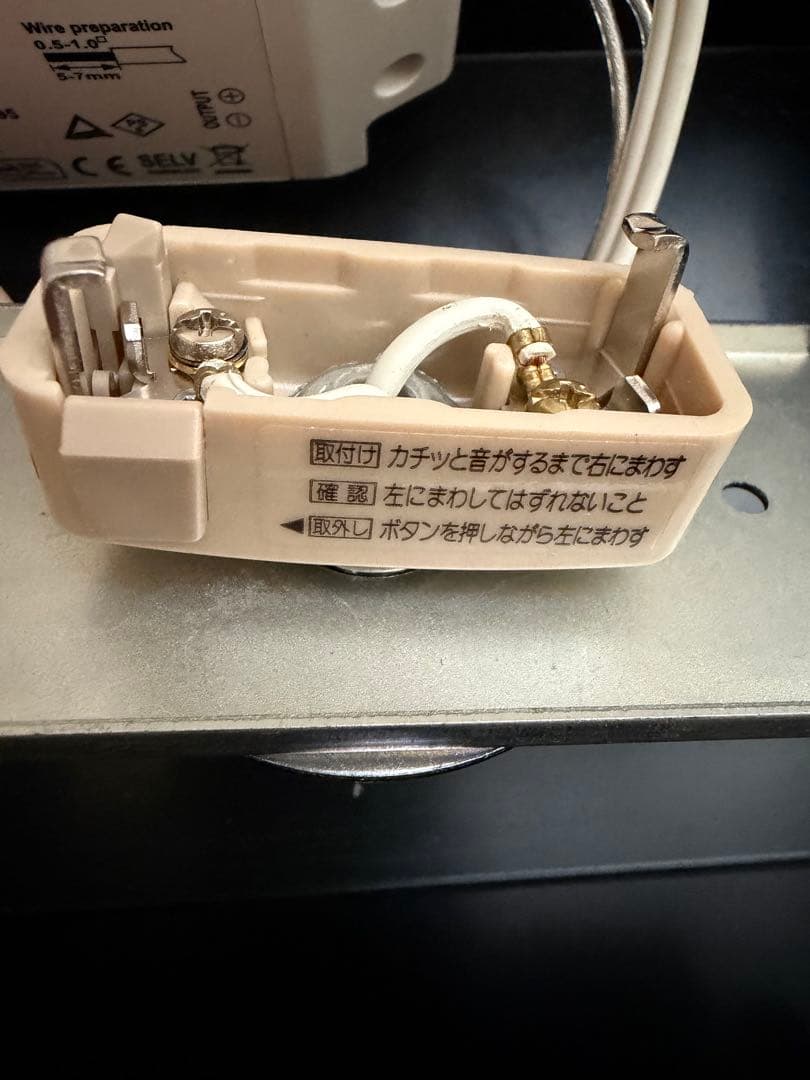 Wire preparation
0.5-1.0□
5-7mm
OUTPUT
SELV
取付け カチッと音がするまで右にまわす
確認 左にまわしてはずれないこと
◀取外し ボタンを押しながら左にまわす